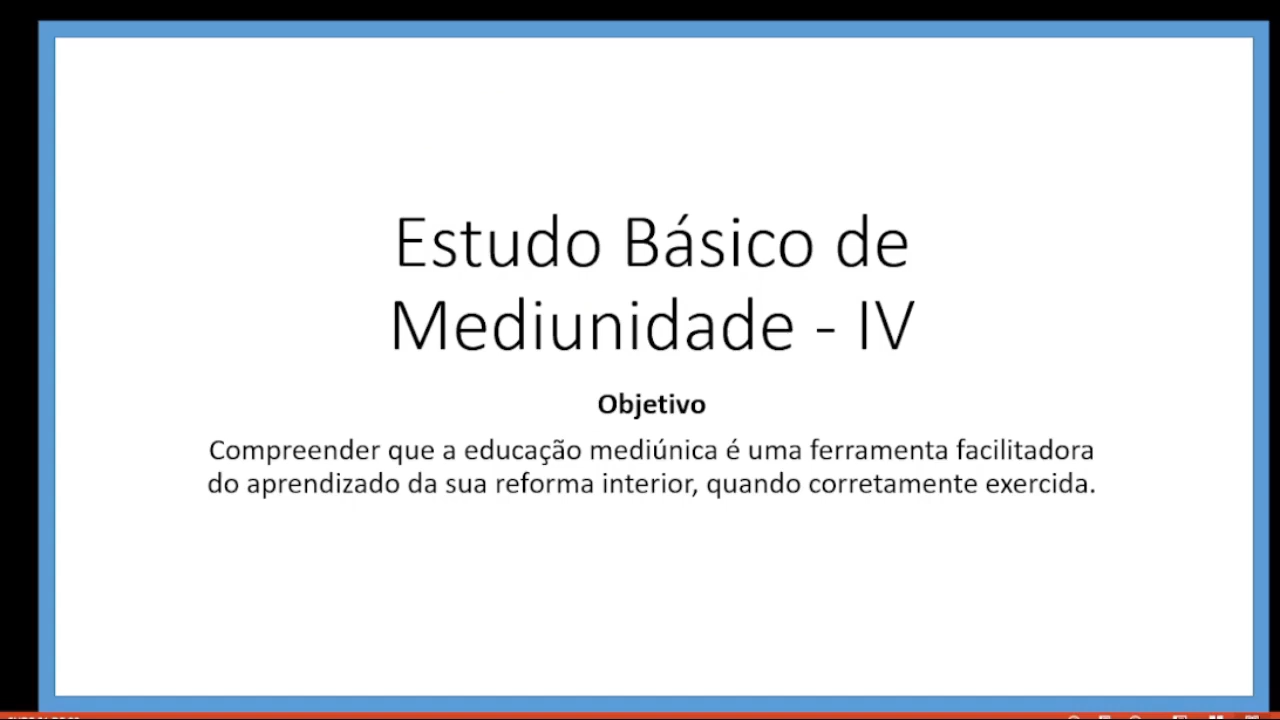 Estudo Básico de
Mediunidade - IV
Objetivo
Compreender que a educação mediúnica é uma ferramenta facilitadora
do aprendizado da sua reforma interior, quando corretamente exercida.